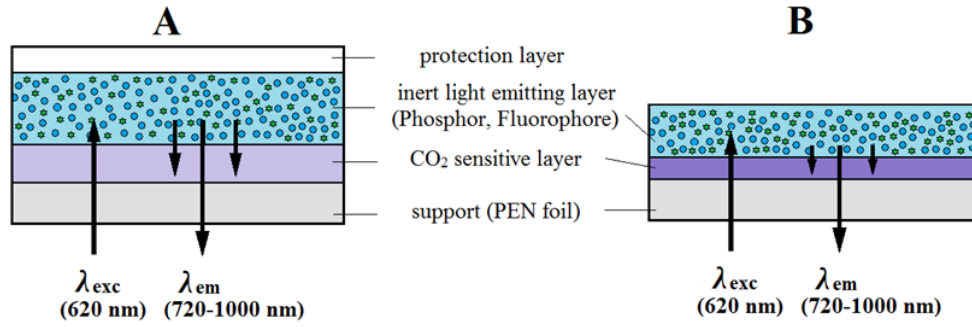 A
B
protection layer
inert light emitting layer
(Phosphor, Fluorophore)
CO₂ sensitive layer
support (PEN foil)
λexc
(620 nm)
λem
(720-1000 nm)
λexc
(620 nm)
λem
(720-1000 nm)